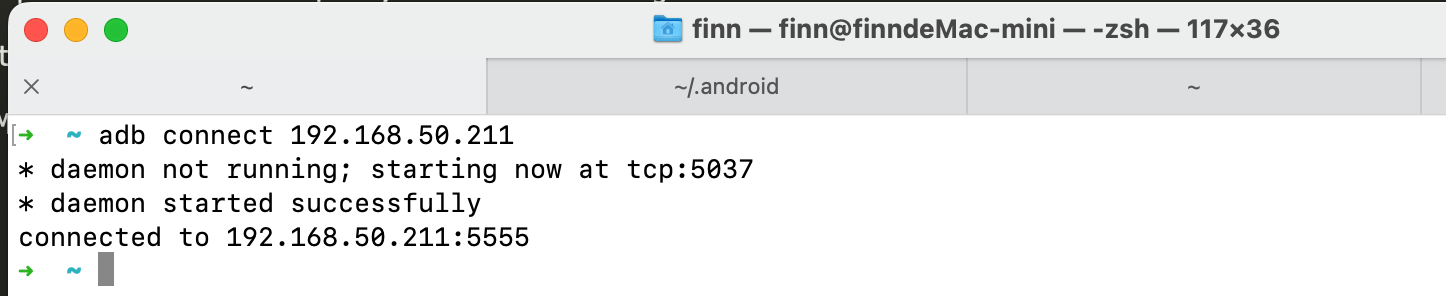 finn — finn@finndeMac-mini — -zsh — 117×36
~ ~/.android ~
[➜ ~ adb connect 192.168.50.211
* daemon not running; starting now at tcp:5037
* daemon started successfully
connected to 192.168.50.211:5555
➜ ~